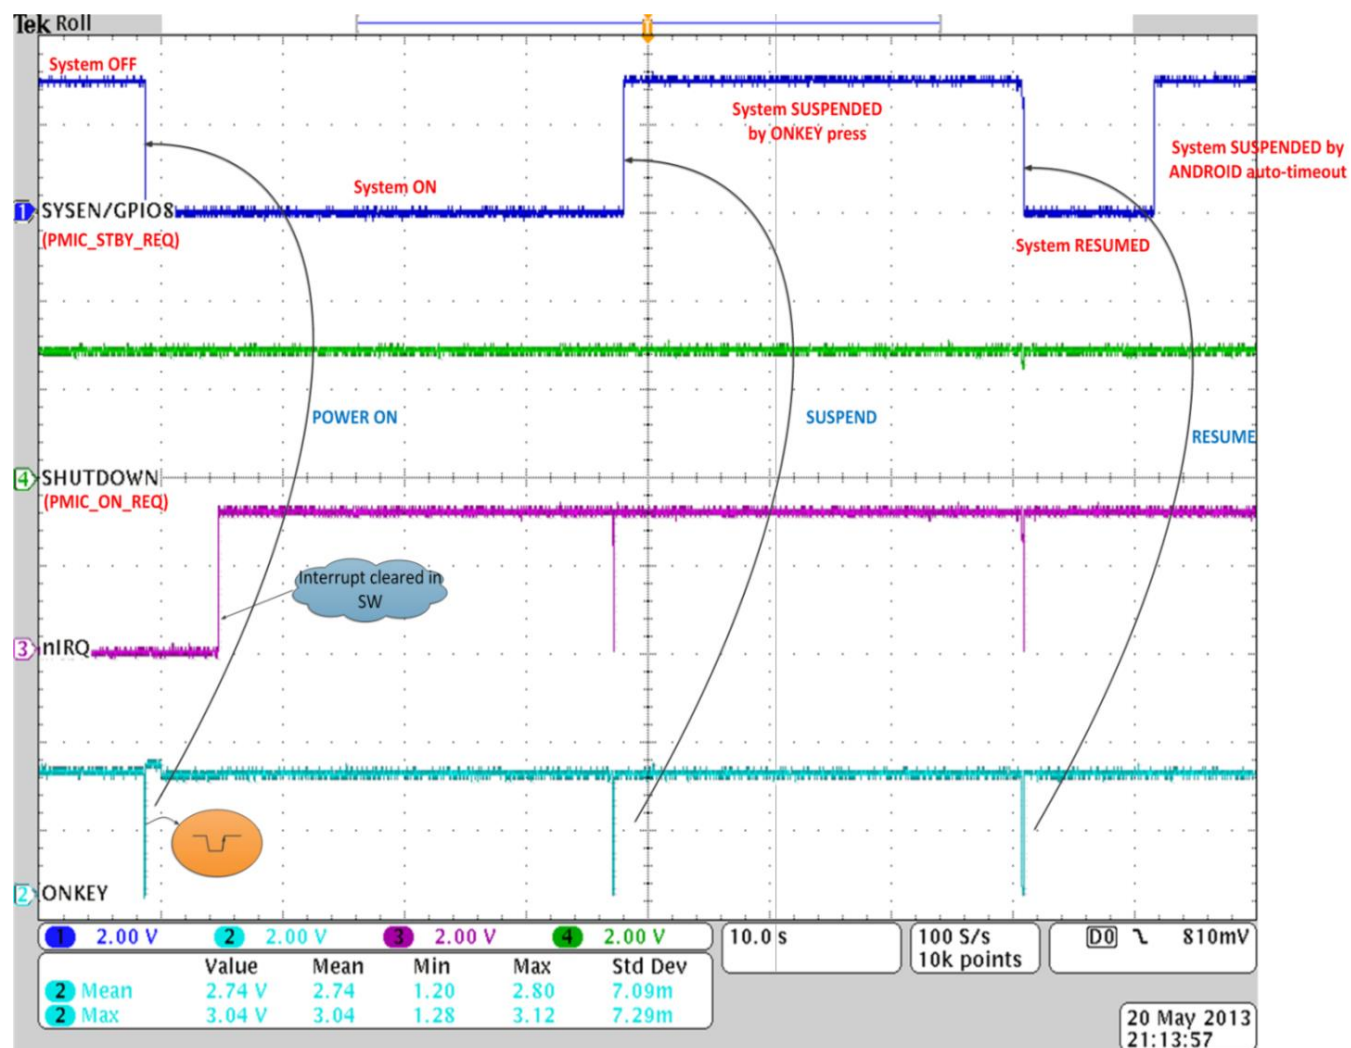 Tek Roll
System OFF
System SUSPENDED
by ONKEY press
System SUSPENDED by
ANDROID auto-timeout
System ON
1 SYSEN/GPIO8
(PMIC_STBY_REQ)
System RESUMED
POWER ON
SUSPEND
RESUME
4 SHUTDOWN
(PMIC_ON_REQ)
Interrupt cleared in
SW
3 nIRQ
2 ONKEY
1 2.00 V 2 2.00 V 3 2.00 V 4 2.00 V 10.0 s 100 S/s D0 810mV
10k points
Value Mean Min Max Std Dev
2 Mean 2.74 V 2.74 1.20 2.80 7.09m
2 Max 3.04 V 3.04 1.28 3.12 7.29m
20 May 2013
21:13:57